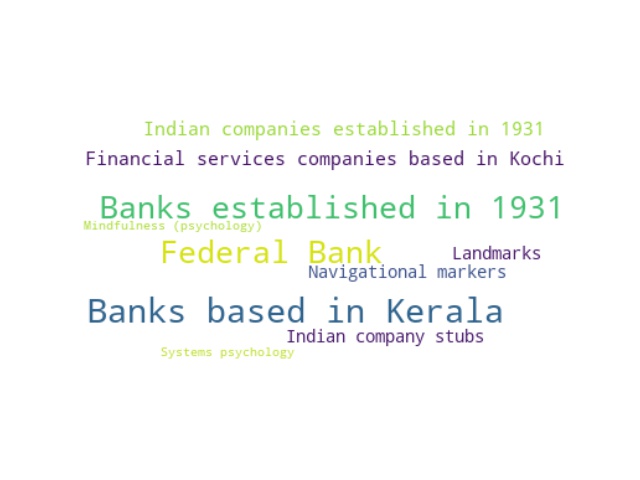 Indian companies established in 1931
Financial services companies based in Kochi
Banks established in 1931
Mindfulness (psychology)
Federal Bank
Landmarks
Navigational markers
Banks based in Kerala
Indian company stubs
Systems psychology